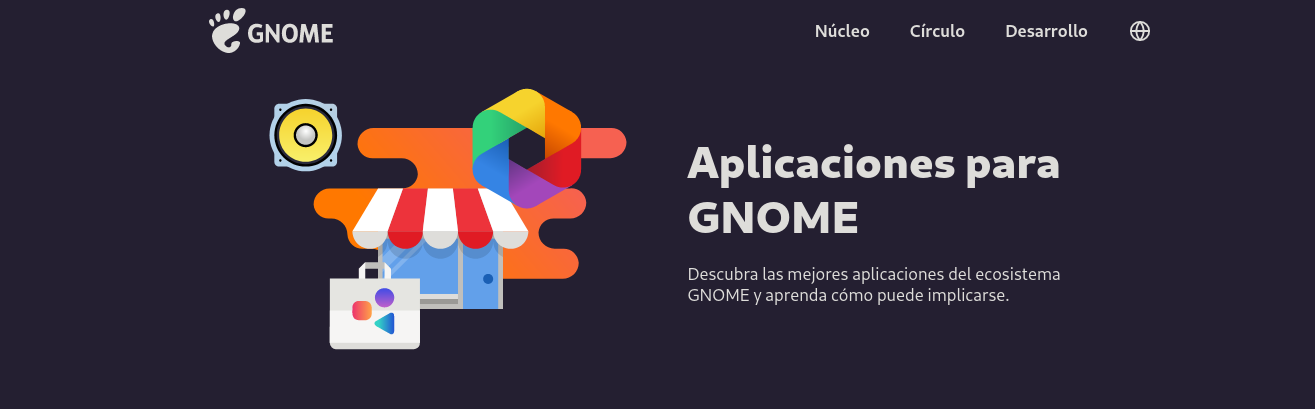 GNOME
Núcleo
Círculo
Desarrollo
Aplicaciones para
GNOME
Descubra las mejores aplicaciones del ecosistema
GNOME y aprenda cómo puede implicarse.